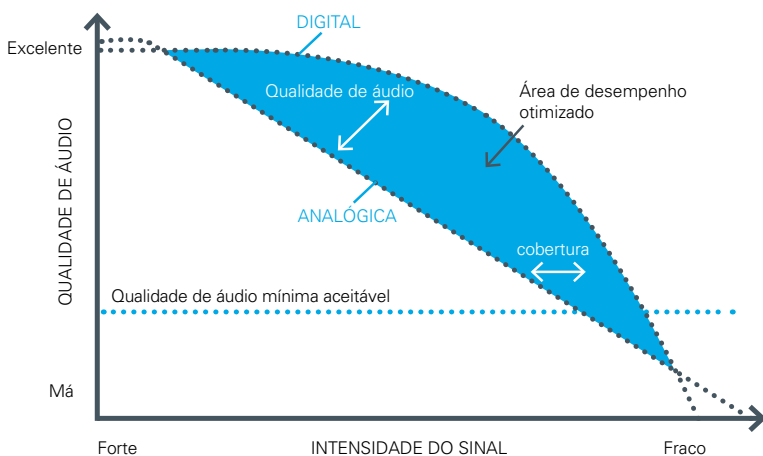 DIGITAL
Excelente
Qualidade de áudio
Área de desempenho
otimizado
QUALIDADE DE ÁUDIO
ANALÓGICA
cobertura
Qualidade de áudio mínima aceitável
Má
Forte
INTENSIDADE DO SINAL
Fraco